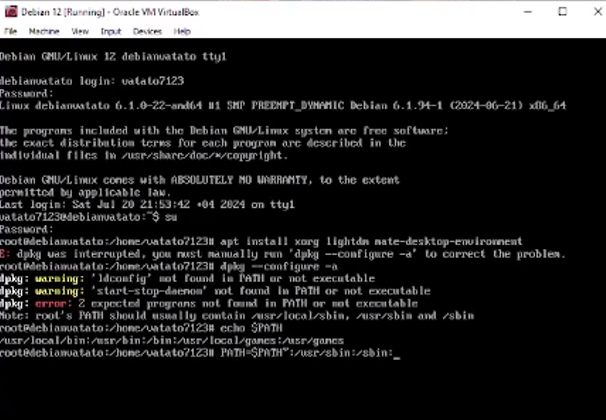 Debian 12 [Running] - Oracle VM VirtualBox
File Machine View Input Devices Help
Debian GNU/Linux 12 debianvatato tty1
debianvatato login: vatato7123
Password:
Linux debianvatato 6.1.0-22-amd64 #1 SMP PREEMPT_DYNAMIC Debian 6.1.94-1 (2024-06-21) x86_64
The programs included with the Debian GNU/Linux system are free software;
the exact distribution terms for each program are described in the
individual files in /usr/share/doc/*/copyright.
Debian GNU/Linux comes with ABSOLUTELY NO WARRANTY, to the extent
permitted by applicable law.
Last login: Sat Jul 20 21:53:42 +04 2024 on tty1
vatato7123@debianvatato:~$ su
Password:
root@debianvatato:/home/vatato7123# apt install xorg lightdm mate-desktop-environment
E: dpkg was interrupted, you must manually run 'dpkg --configure -a' to correct the problem.
root@debianvatato:/home/vatato7123# dpkg --configure -a
dpkg: warning: 'ldconfig' not found in PATH or not executable
dpkg: warning: 'start-stop-daemon' not found in PATH or not executable
dpkg: error: 2 expected programs not found in PATH or not executable
Note: root's PATH should usually contain /usr/local/sbin, /usr/sbin and /sbin
root@debianvatato:/home/vatato7123# echo $PATH
/usr/local/bin:/usr/bin:/bin:/usr/local/games:/usr/games
root@debianvatato:/home/vatato7123# PATH=$PATH":/usr/sbin:/sbin:_